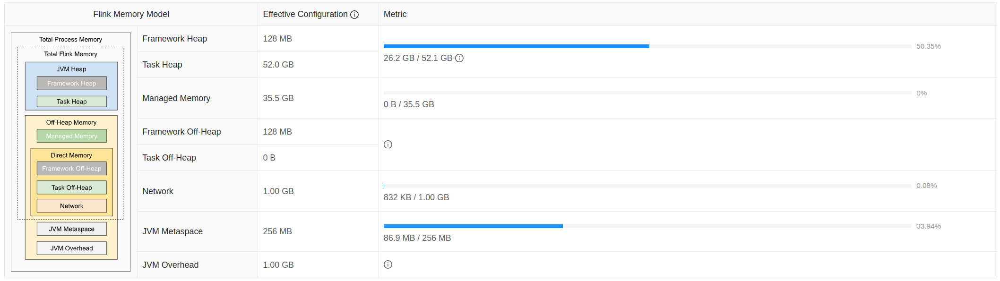 Flink Memory Model
Effective Configuration
Metric
Total Process Memory
Total Flink Memory
JVM Heap
Framework Heap
Task Heap
Off-Heap Memory
Managed Memory
Direct Memory
Framework Off-Heap
Task Off-Heap
Network
JVM Metaspace
JVM Overhead
Framework Heap
128 MB
Task Heap
52.0 GB
50.35%
26.2 GB / 52.1 GB
Managed Memory
35.5 GB
0%
0 B / 35.5 GB
Framework Off-Heap
128 MB
Task Off-Heap
0 B
Network
1.00 GB
0.08%
832 KB / 1.00 GB
JVM Metaspace
256 MB
33.94%
86.9 MB / 256 MB
JVM Overhead
1.00 GB